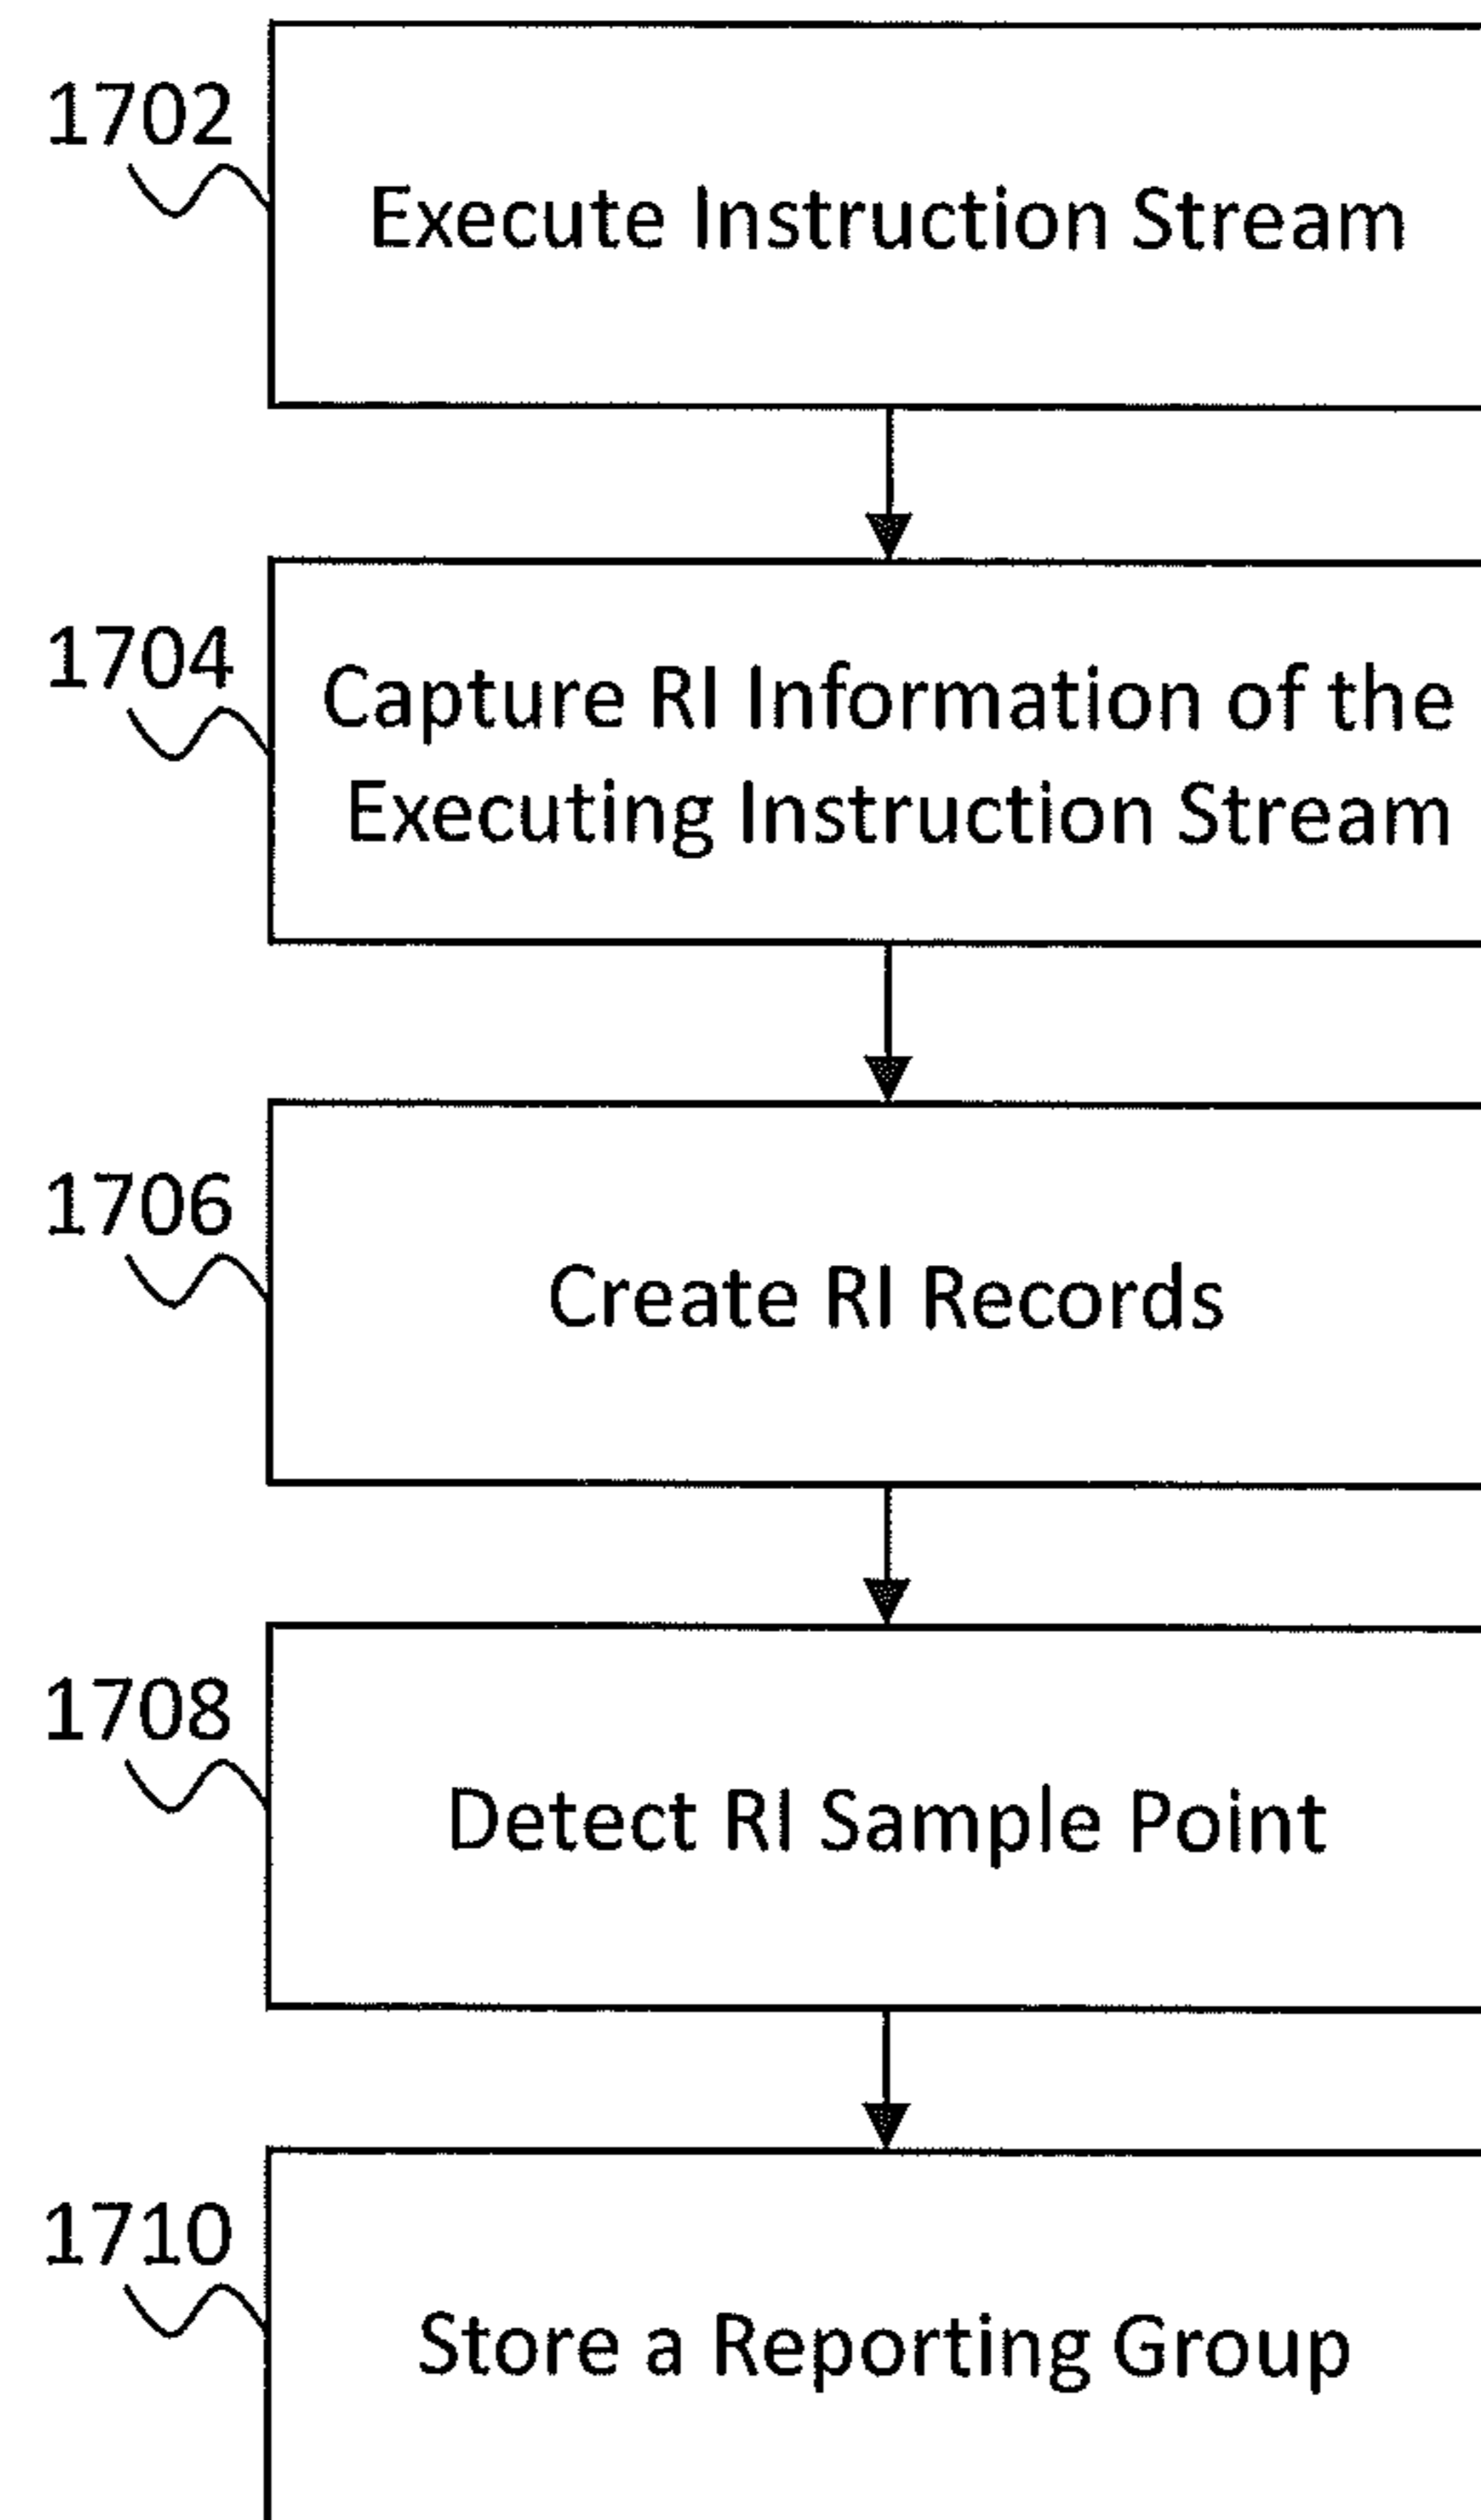 1702
Execute Instruction Stream
1704
Capture RI Information of the
Executing Instruction Stream
1706
Create RI Records
1708
Detect RI Sample Point
1710
Store a Reporting Group